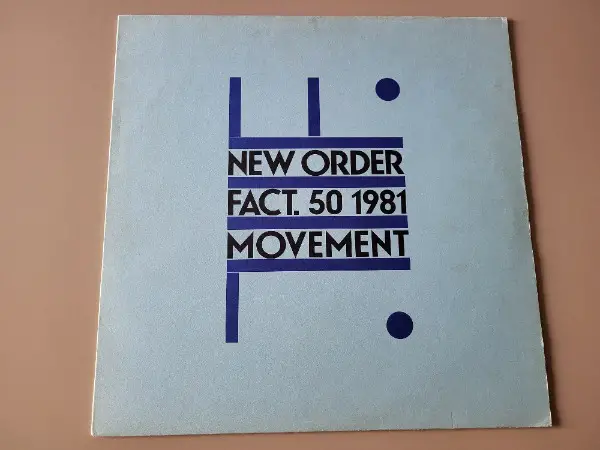 NEW ORDER
FACT. 50 1981
MOVEMENT